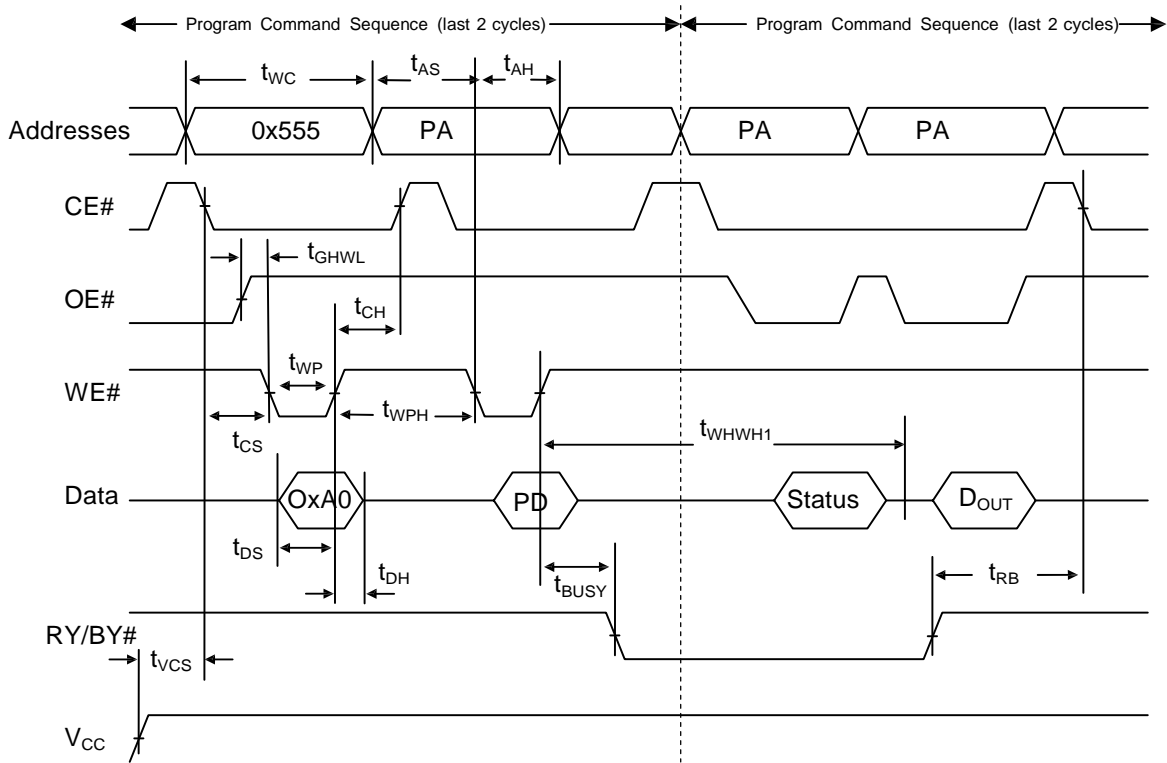 Program Command Sequence (last 2 cycles) Program Command Sequence (last 2 cycles)
tWC tAS tAH
Addresses 0x555 PA PA PA
CE#
tGHWL
OE#
tCH
tWP
WE#
tWPH
tCS tWHWH1
Data OxA0 PD Status DOUT
tDS tDH tBUSY tRB
RY/BY#
tVCS
VCC